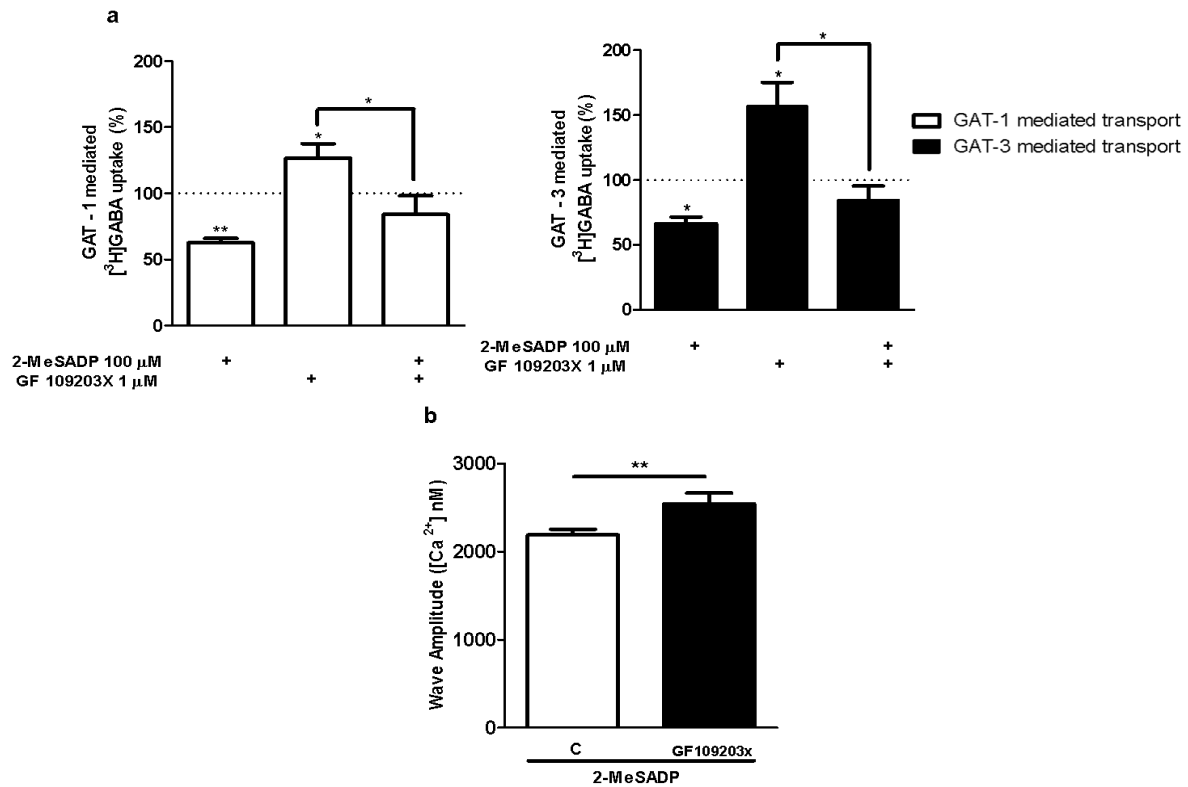 a
GAT - 1 mediated
[³H]GABA uptake (%)
200
150
100
50
0
*
*
**
2-MeSADP 100 μM + +
GF 109203X 1 μM + +
GAT - 3 mediated
[³H]GABA uptake (%)
200
150
100
50
0
*
*
*
2-MeSADP 100 μM + +
GF 109203X 1 μM + +
GAT-1 mediated transport
GAT-3 mediated transport
b
Wave Amplitude ([Ca ²⁺] nM)
3000
2000
1000
0
**
C GF109203x
2-MeSADP